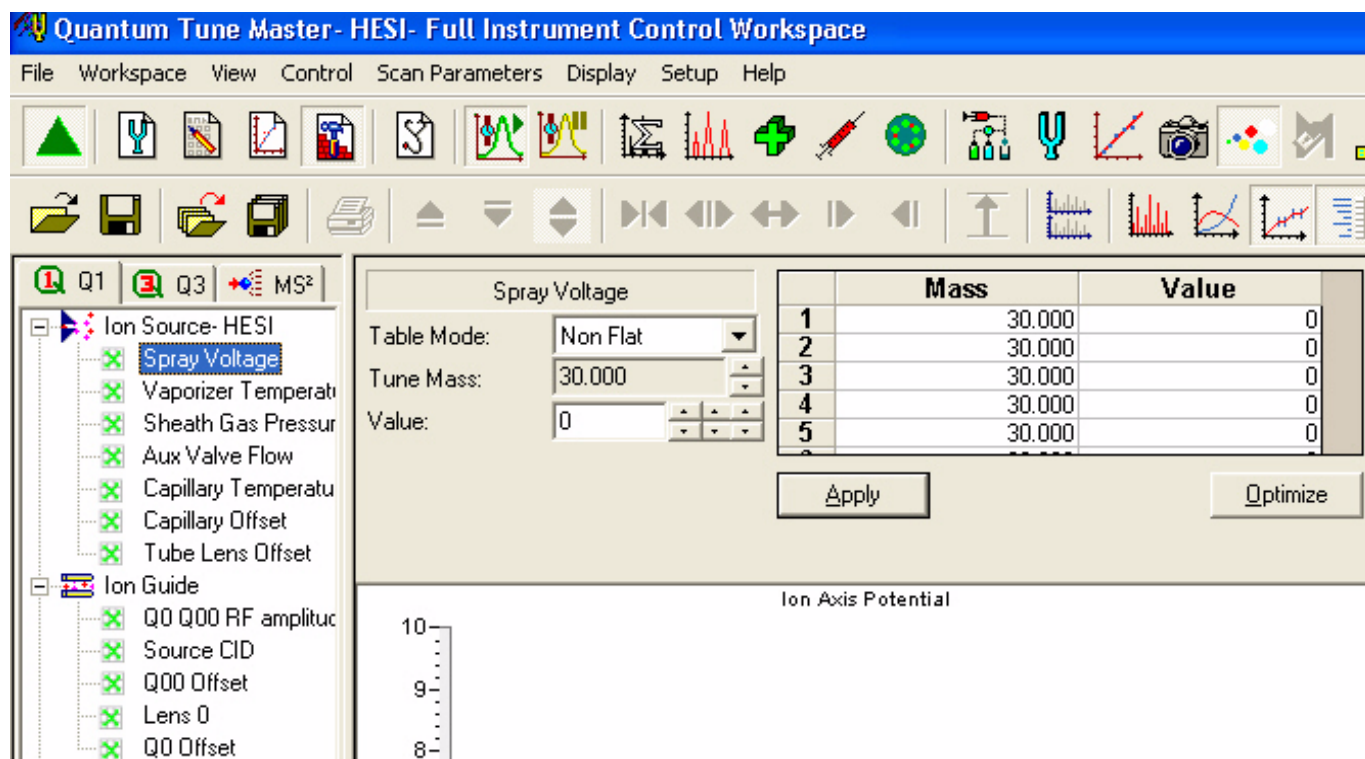 Quantum Tune Master- HESI- Full Instrument Control Workspace
File Workspace View Control Scan Parameters Display Setup Help
Q1 Q3 MS²
Ion Source- HESI
Spray Voltage
Vaporizer Temperatu
Sheath Gas Pressur
Aux Valve Flow
Capillary Temperatu
Capillary Offset
Tube Lens Offset
Ion Guide
Q0 Q00 RF amplituc
Source CID
Q00 Offset
Lens 0
Q0 Offset
Spray Voltage
Table Mode: Non Flat
Tune Mass: 30.000
Value: 0
Mass Value
1 30.000 0
2 30.000 0
3 30.000 0
4 30.000 0
5 30.000 0
Apply Optimize
Ion Axis Potential
10
9
8